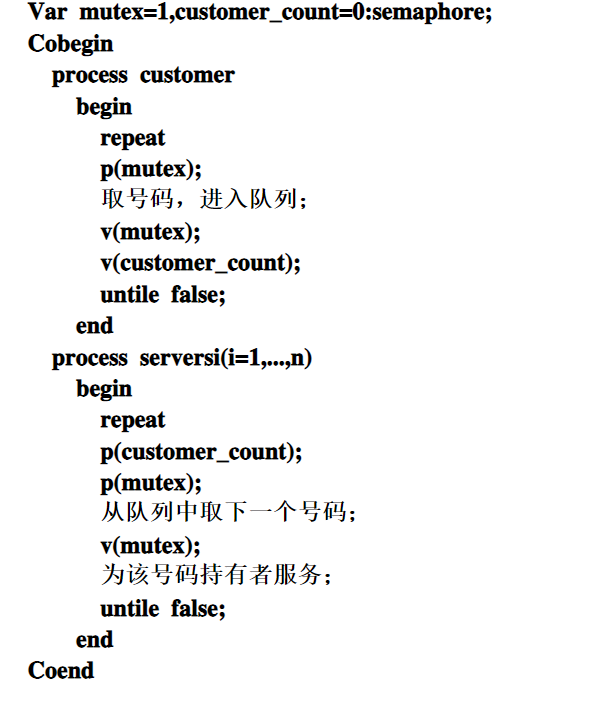 Var mutex=1,customer_count=0:semaphore;
Cobegin
process customer
begin
repeat
p(mutex);
取号码，进入队列；
v(mutex);
v(customer_count);
untile false;
end
process serversi(i=1,...,n)
begin
repeat
p(customer_count);
p(mutex);
从队列中取下一个号码；
v(mutex);
为该号码持有者服务；
untile false;
end
Coend